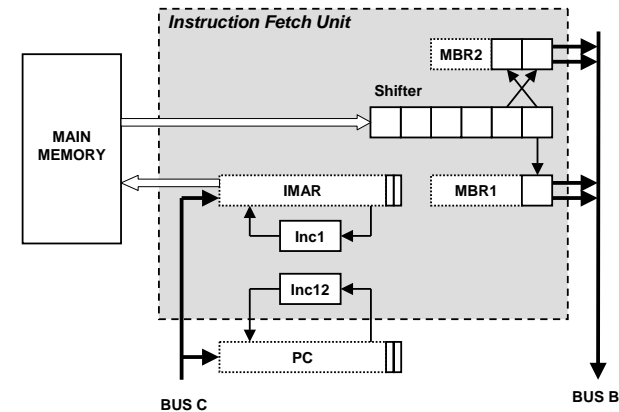 Instruction Fetch Unit
MBR2
Shifter
MAIN
MEMORY
IMAR
MBR1
Inc1
Inc12
PC
BUS C
BUS B